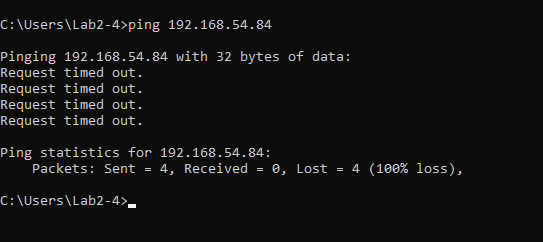 C:\Users\Lab2-4>ping 192.168.54.84
Pinging 192.168.54.84 with 32 bytes of data:
Request timed out.
Request timed out.
Request timed out.
Request timed out.
Ping statistics for 192.168.54.84:
    Packets: Sent = 4, Received = 0, Lost = 4 (100% loss),
C:\Users\Lab2-4>